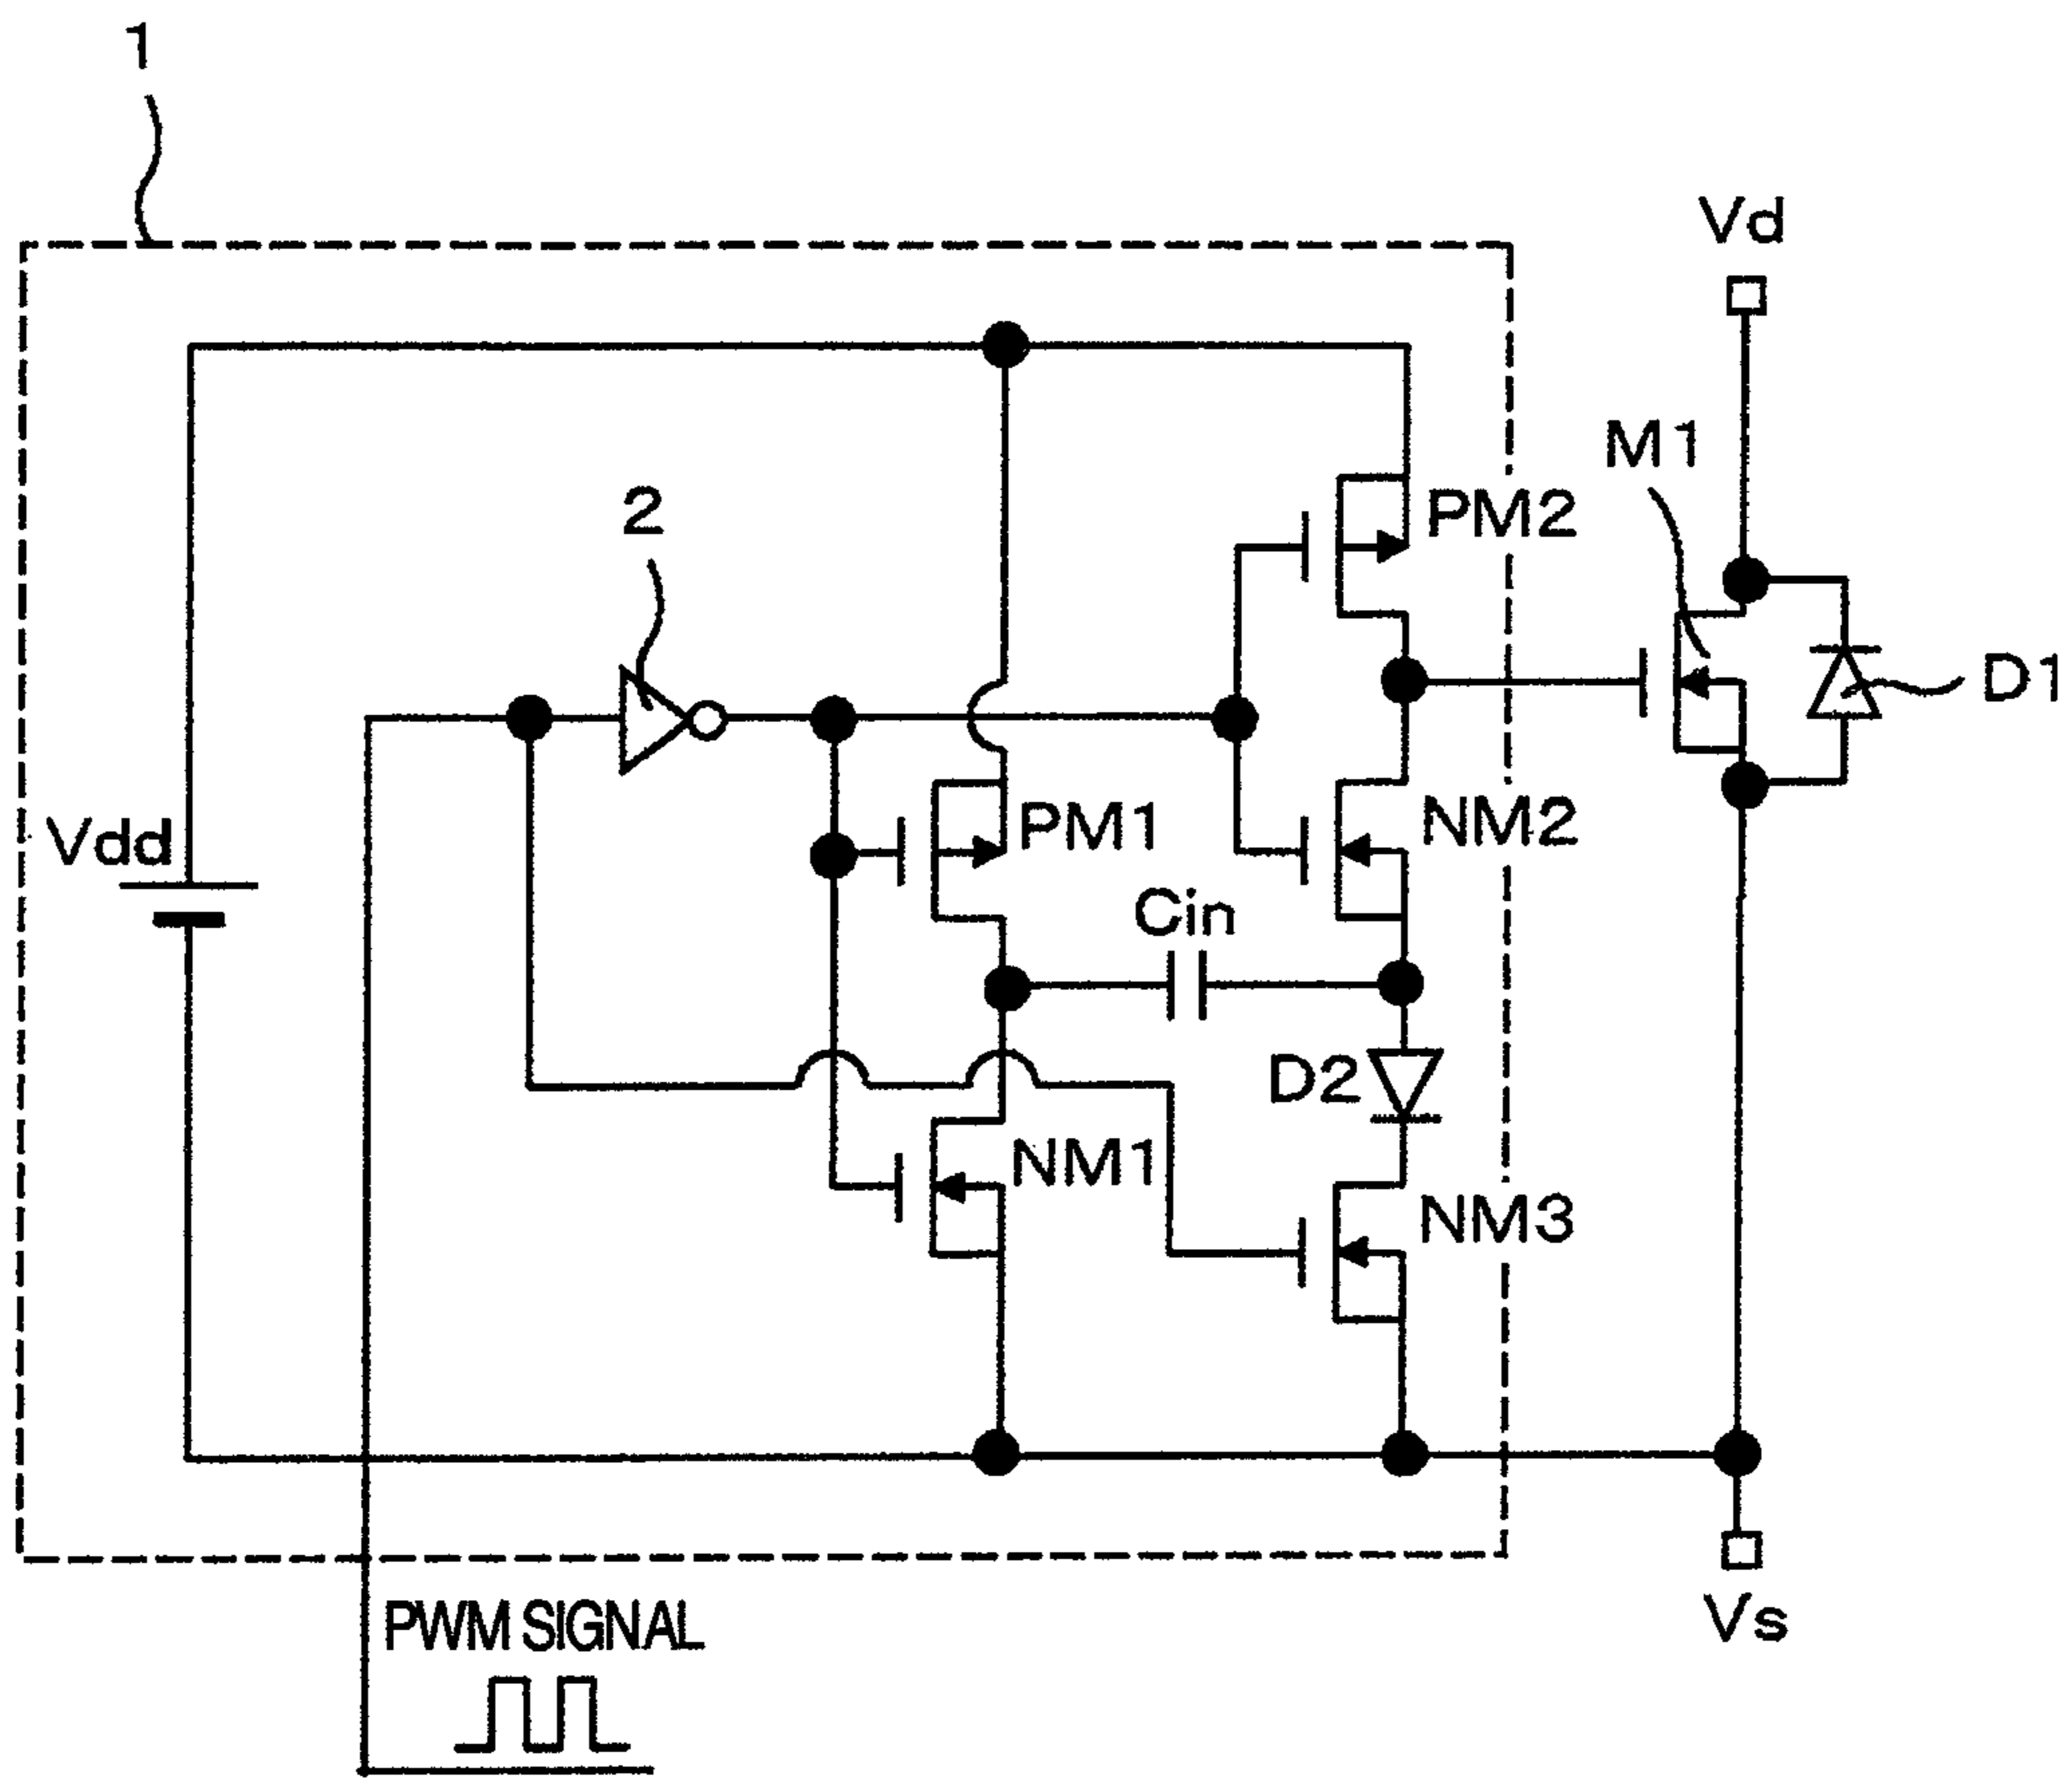 1
Vd
M1
2
PM2
D1
Vdd
PM1
NM2
Cin
D2
NM1
NM3
PWM SIGNAL
Vs